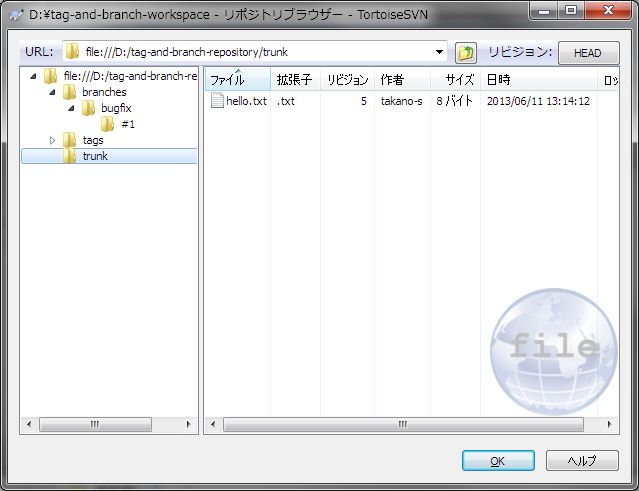 D:¥tag-and-branch-workspace - リポジトリブラウザー - TortoiseSVN
URL: file:///D:/tag-and-branch-repository/trunk リビジョン: HEAD
file:///D:/tag-and-branch-re
branches
bugfix
#1
tags
trunk
ファイル 拡張子 リビジョン 作者 サイズ 日時 ロッ
hello.txt .txt 5 takano-s 8 バイト 2013/06/11 13:14:12
file
OK ヘルプ